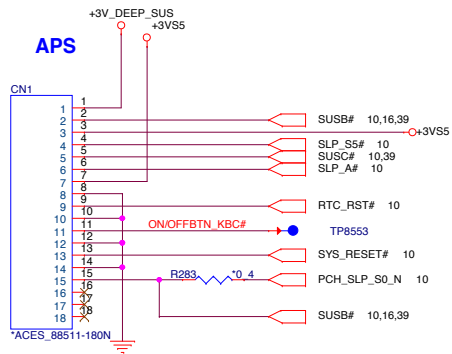 +3V_DEEP_SUS
+3VS5
APS
CN1
1 1
2 2 SUSB# 10,16,39
3 3 +3VS5
4 4 SLP_S5# 10
5 5 SUSC# 10,39
6 6 SLP_A# 10
7 7
8 8
9 9 RTC_RST# 10
10 10
11 11 ON/OFFBTN_KBC# TP8553
12 12
13 13 SYS_RESET# 10
14 14
15 15 R283 *0_4 PCH_SLP_S0_N 10
16 16
17 17
18 18 SUSB# 10,16,39
*ACES_88511-180N